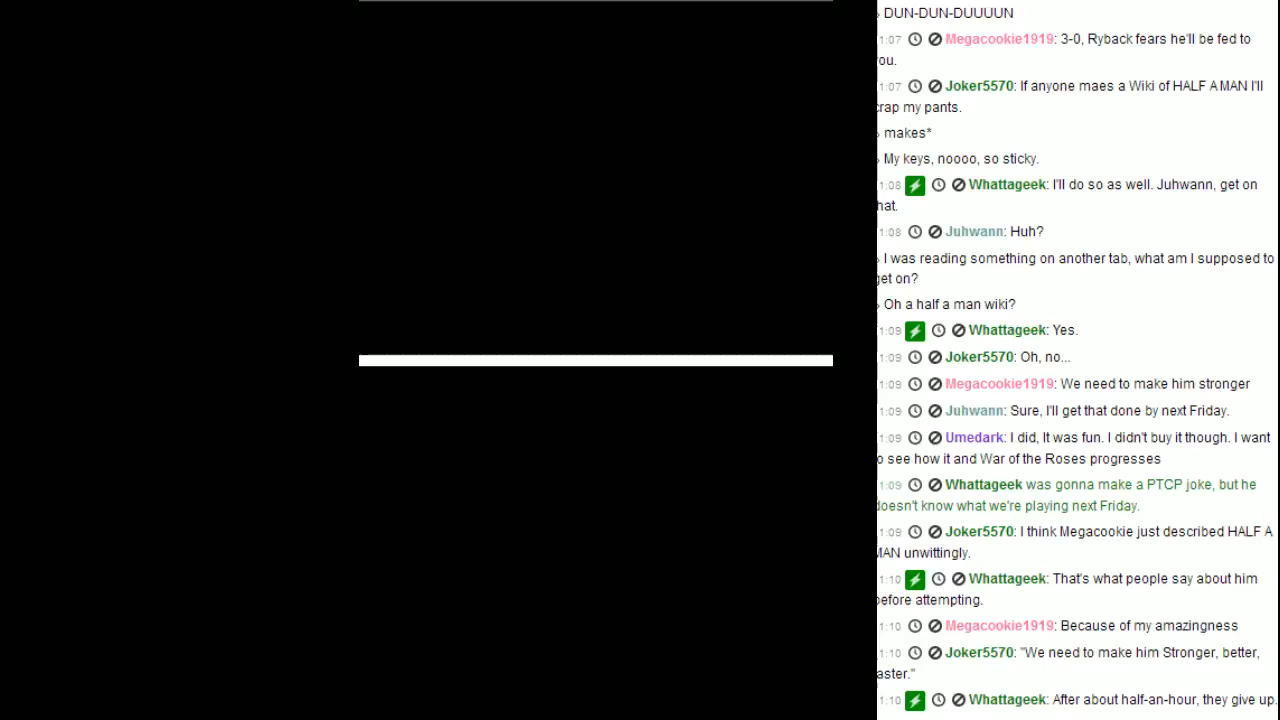 DUN-DUN-DUUUUN
1:07 Megacookie1919: 3-0, Ryback fears he'll be fed to
ou.
1:07 Joker5570: If anyone maes a Wiki of HALF A MAN I'll
rap my pants.
makes*
My keys, noooo, so sticky.
1:08 Whattageek: I'll do so as well. Juhwann, get on
hat.
1:08 Juhwann: Huh?
I was reading something on another tab, what am I supposed to
get on?
Oh a half a man wiki?
1:09 Whattageek: Yes.
1:09 Joker5570: Oh, no...
1:09 Megacookie1919: We need to make him stronger
1:09 Juhwann: Sure, I'll get that done by next Friday.
1:09 Umedark: I did, It was fun. I didn't buy it though. I want
o see how it and War of the Roses progresses
1:09 Whattageek was gonna make a PTCP joke, but he
doesn't know what we're playing next Friday.
1:09 Joker5570: I think Megacookie just described HALF A
MAN unwittingly.
1:10 Whattageek: That's what people say about him
before attempting.
1:10 Megacookie1919: Because of my amazingness
1:10 Joker5570: "We need to make him Stronger, better,
aster."
1:10 Whattageek: After about half-an-hour, they give up.